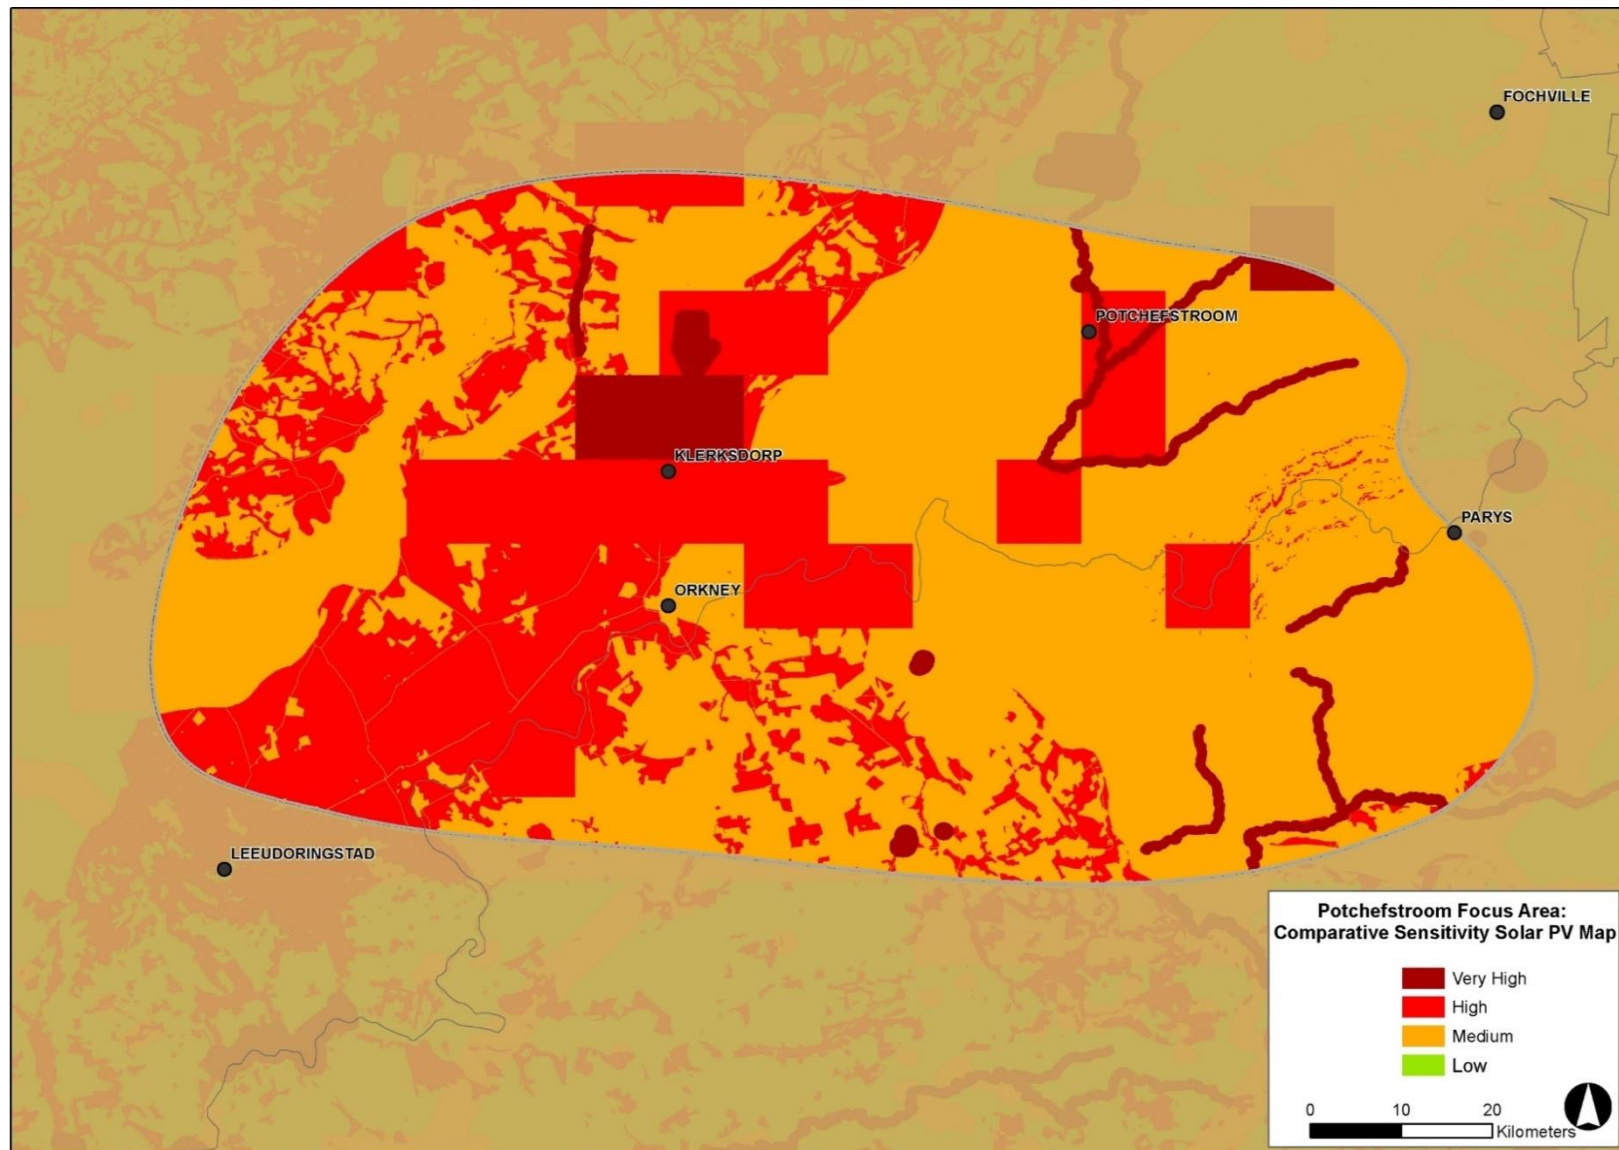 FOCHVILLE
POTCHEFSTROOM
KLERKSDORP
PARYS
ORKNEY
LEEUDORINGSTAD
Potchefstroom Focus Area:
Comparative Sensitivity Solar PV Map
Very High
High
Medium
Low
0 10 20
Kilometers